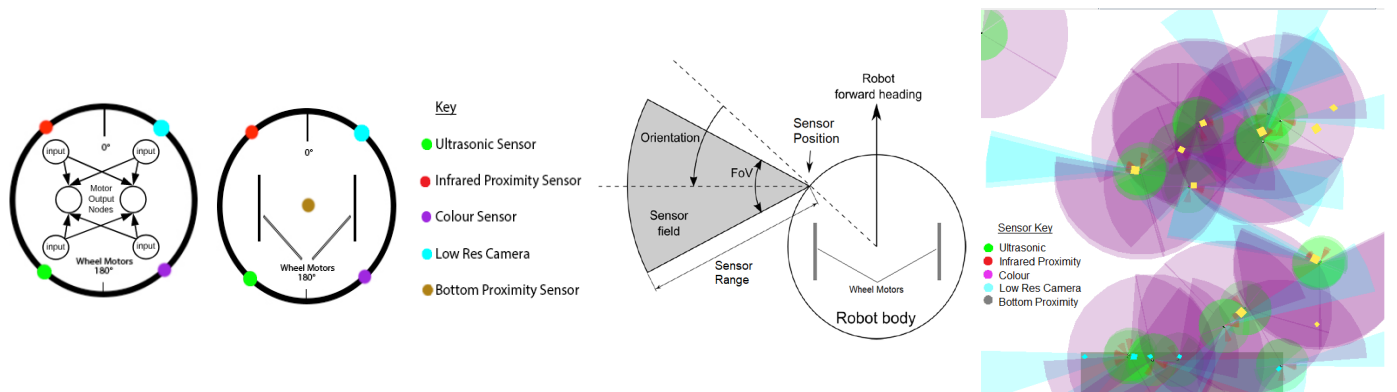 0°
input
input
Motor
Output
Nodes
input
input
Wheel Motors
180°
0°
Wheel Motors
180°
Key
Ultrasonic Sensor
Infrared Proximity Sensor
Colour Sensor
Low Res Camera
Bottom Proximity Sensor
Robot
forward heading
Sensor
Position
Orientation
FoV
Sensor
field
Sensor
Range
Wheel Motors
Robot body
Sensor Key
Ultrasonic
Infrared Proximity
Colour
Low Res Camera
Bottom Proximity